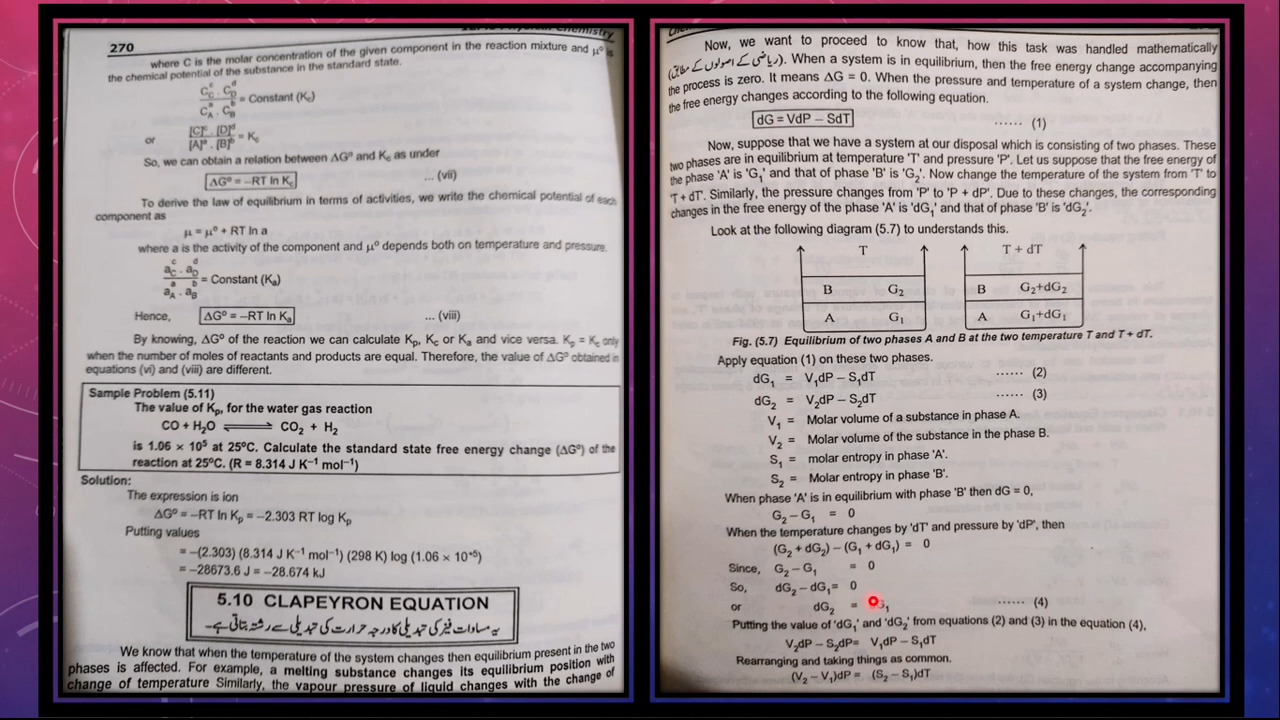 270
where C is the molar concentration of the given component in the reaction mixture and μ° is
the chemical potential of the substance in the standard state.
C_C^c . C_D^d / C_A^a . C_B^b = Constant (K_c)
or [C]^c . [D]^d / [A]^a . [B]^b = K_c
So, we can obtain a relation between ΔG° and K_c as under
ΔG° = –RT ln K_c ... (vii)
To derive the law of equilibrium in terms of activities, we write the chemical potential of each
component as
μ = μ° + RT ln a
where a is the activity of the component and μ° depends both on temperature and pressure.
a_C^c . a_D^d / a_A^a . a_B^b = Constant (K_a)
Hence, ΔG° = –RT ln K_a ... (viii)
By knowing, ΔG° of the reaction we can calculate K_p, K_c or K_a and vice versa. K_p = K_c only
when the number of moles of reactants and products are equal. Therefore, the value of ΔG° obtained in
equations (vi) and (viii) are different.
Sample Problem (5.11)
The value of K_p, for the water gas reaction
CO + H₂O ⇌ CO₂ + H₂
is 1.06 × 10⁵ at 25°C. Calculate the standard state free energy change (ΔG°) of the
reaction at 25°C. (R = 8.314 J K⁻¹ mol⁻¹)
Solution:
The expression is ion
ΔG° = –RT ln K_p = –2.303 RT log K_p
Putting values
= –(2.303) (8.314 J K⁻¹ mol⁻¹) (298 K) log (1.06 × 10⁺⁵)
= –28673.6 J = –28.674 kJ
5.10 CLAPEYRON EQUATION
یہ مساوات فیز کی تبدیلی کا درجہ حرارت کی تبدیلی سے رشتہ بتاتی ہے۔
We know that when the temperature of the system changes then equilibrium present in the two
phases is affected. For example, a melting substance changes its equilibrium position with
change of temperature Similarly, the vapour pressure of liquid changes with the change of
Now, we want to proceed to know that, how this task was handled mathematically
(ریاضی کے اصولوں کے مطابق). When a system is in equilibrium, then the free energy change accompanying
the process is zero. It means ΔG = 0. When the pressure and temperature of a system change, then
the free energy changes according to the following equation.
dG = VdP – SdT ...... (1)
Now, suppose that we have a system at our disposal which is consisting of two phases. These
two phases are in equilibrium at temperature 'T' and pressure 'P'. Let us suppose that the free energy of
the phase 'A' is 'G₁' and that of phase 'B' is 'G₂'. Now change the temperature of the system from 'T' to
'T + dT'. Similarly, the pressure changes from 'P' to 'P + dP'. Due to these changes, the corresponding
changes in the free energy of the phase 'A' is 'dG₁' and that of phase 'B' is 'dG₂'.
Look at the following diagram (5.7) to understands this.
T T + dT
B G₂ B G₂+dG₂
A G₁ A G₁+dG₁
Fig. (5.7) Equilibrium of two phases A and B at the two temperature T and T + dT.
Apply equation (1) on these two phases.
dG₁ = V₁dP – S₁dT ...... (2)
dG₂ = V₂dP – S₂dT ...... (3)
V₁ = Molar volume of a substance in phase A.
V₂ = Molar volume of the substance in the phase B.
S₁ = molar entropy in phase 'A'.
S₂ = Molar entropy in phase 'B'.
When phase 'A' is in equilibrium with phase 'B' then dG = 0,
G₂ – G₁ = 0
When the temperature changes by 'dT' and pressure by 'dP', then
(G₂ + dG₂) – (G₁ + dG₁) = 0
Since, G₂ – G₁ = 0
So, dG₂ – dG₁ = 0
or dG₂ = ...... (4)
Putting the value of 'dG₁' and 'dG₂' from equations (2) and (3) in the equation (4),
V₂dP – S₂dP= V₁dP – S₁dT
Rearranging and taking things as common.
(V₂ – V₁)dP = (S₂ – S₁)dT